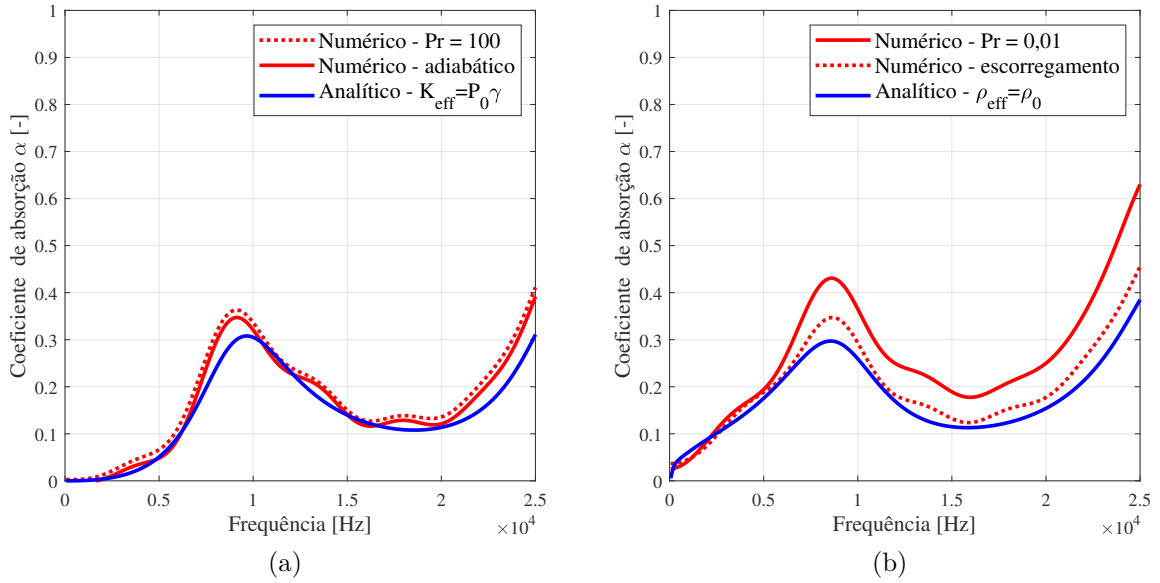 1
0.9
0.8
0.7
0.6
0.5
0.4
0.3
0.2
0.1
0
Coeficiente de absorção α [-]
Numérico - Pr = 100
Numérico - adiabático
Analítico - K_eff=P_0γ
0 0.5 1 1.5 2 2.5
×10^4
Frequência [Hz]
(a)
1
0.9
0.8
0.7
0.6
0.5
0.4
0.3
0.2
0.1
0
Coeficiente de absorção α [-]
Numérico - Pr = 0,01
Numérico - escorregamento
Analítico - ρ_eff=ρ_0
0 0.5 1 1.5 2 2.5
×10^4
Frequência [Hz]
(b)